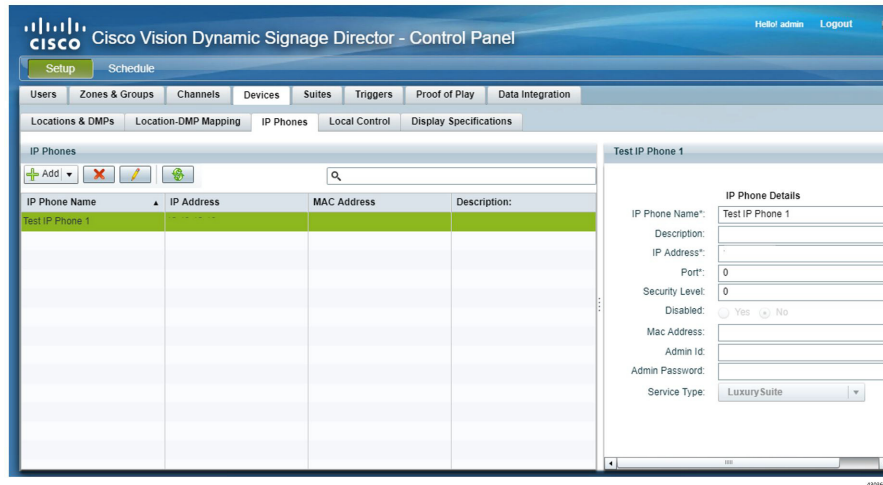 Hello! admin Logout
CISCO Cisco Vision Dynamic Signage Director - Control Panel
Setup Schedule
Users Zones & Groups Channels Devices Suites Triggers Proof of Play Data Integration
Locations & DMPs Location-DMP Mapping IP Phones Local Control Display Specifications
IP Phones
Test IP Phone 1
Add
IP Phone Name IP Address MAC Address Description:
Test IP Phone 1
IP Phone Details
IP Phone Name*: Test IP Phone 1
Description:
IP Address*:
Port*: 0
Security Level: 0
Disabled: Yes No
Mac Address:
Admin Id:
Admin Password:
Service Type: LuxurySuite